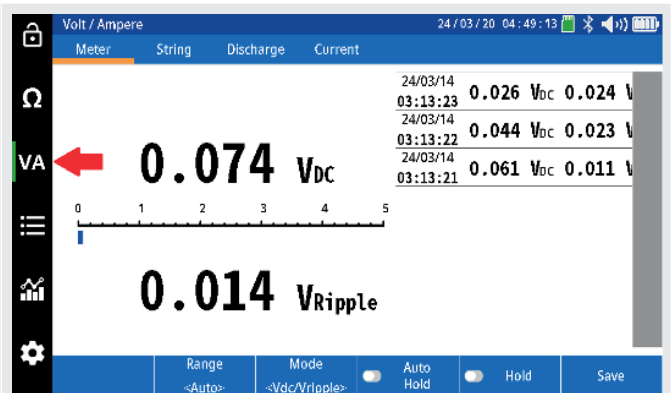 Volt / Ampere
24/03/20 04:49:13
Meter String Discharge Current
Ω
VA
0.074 VDC
0 1 2 3 4 5
0.014 VRipple
24/03/14
03:13:23 0.026 VDC 0.024 V
24/03/14
03:13:22 0.044 VDC 0.023 V
24/03/14
03:13:21 0.061 VDC 0.011 V
Range
<Auto>
Mode
<Vdc/Vripple>
Auto
Hold
Hold
Save